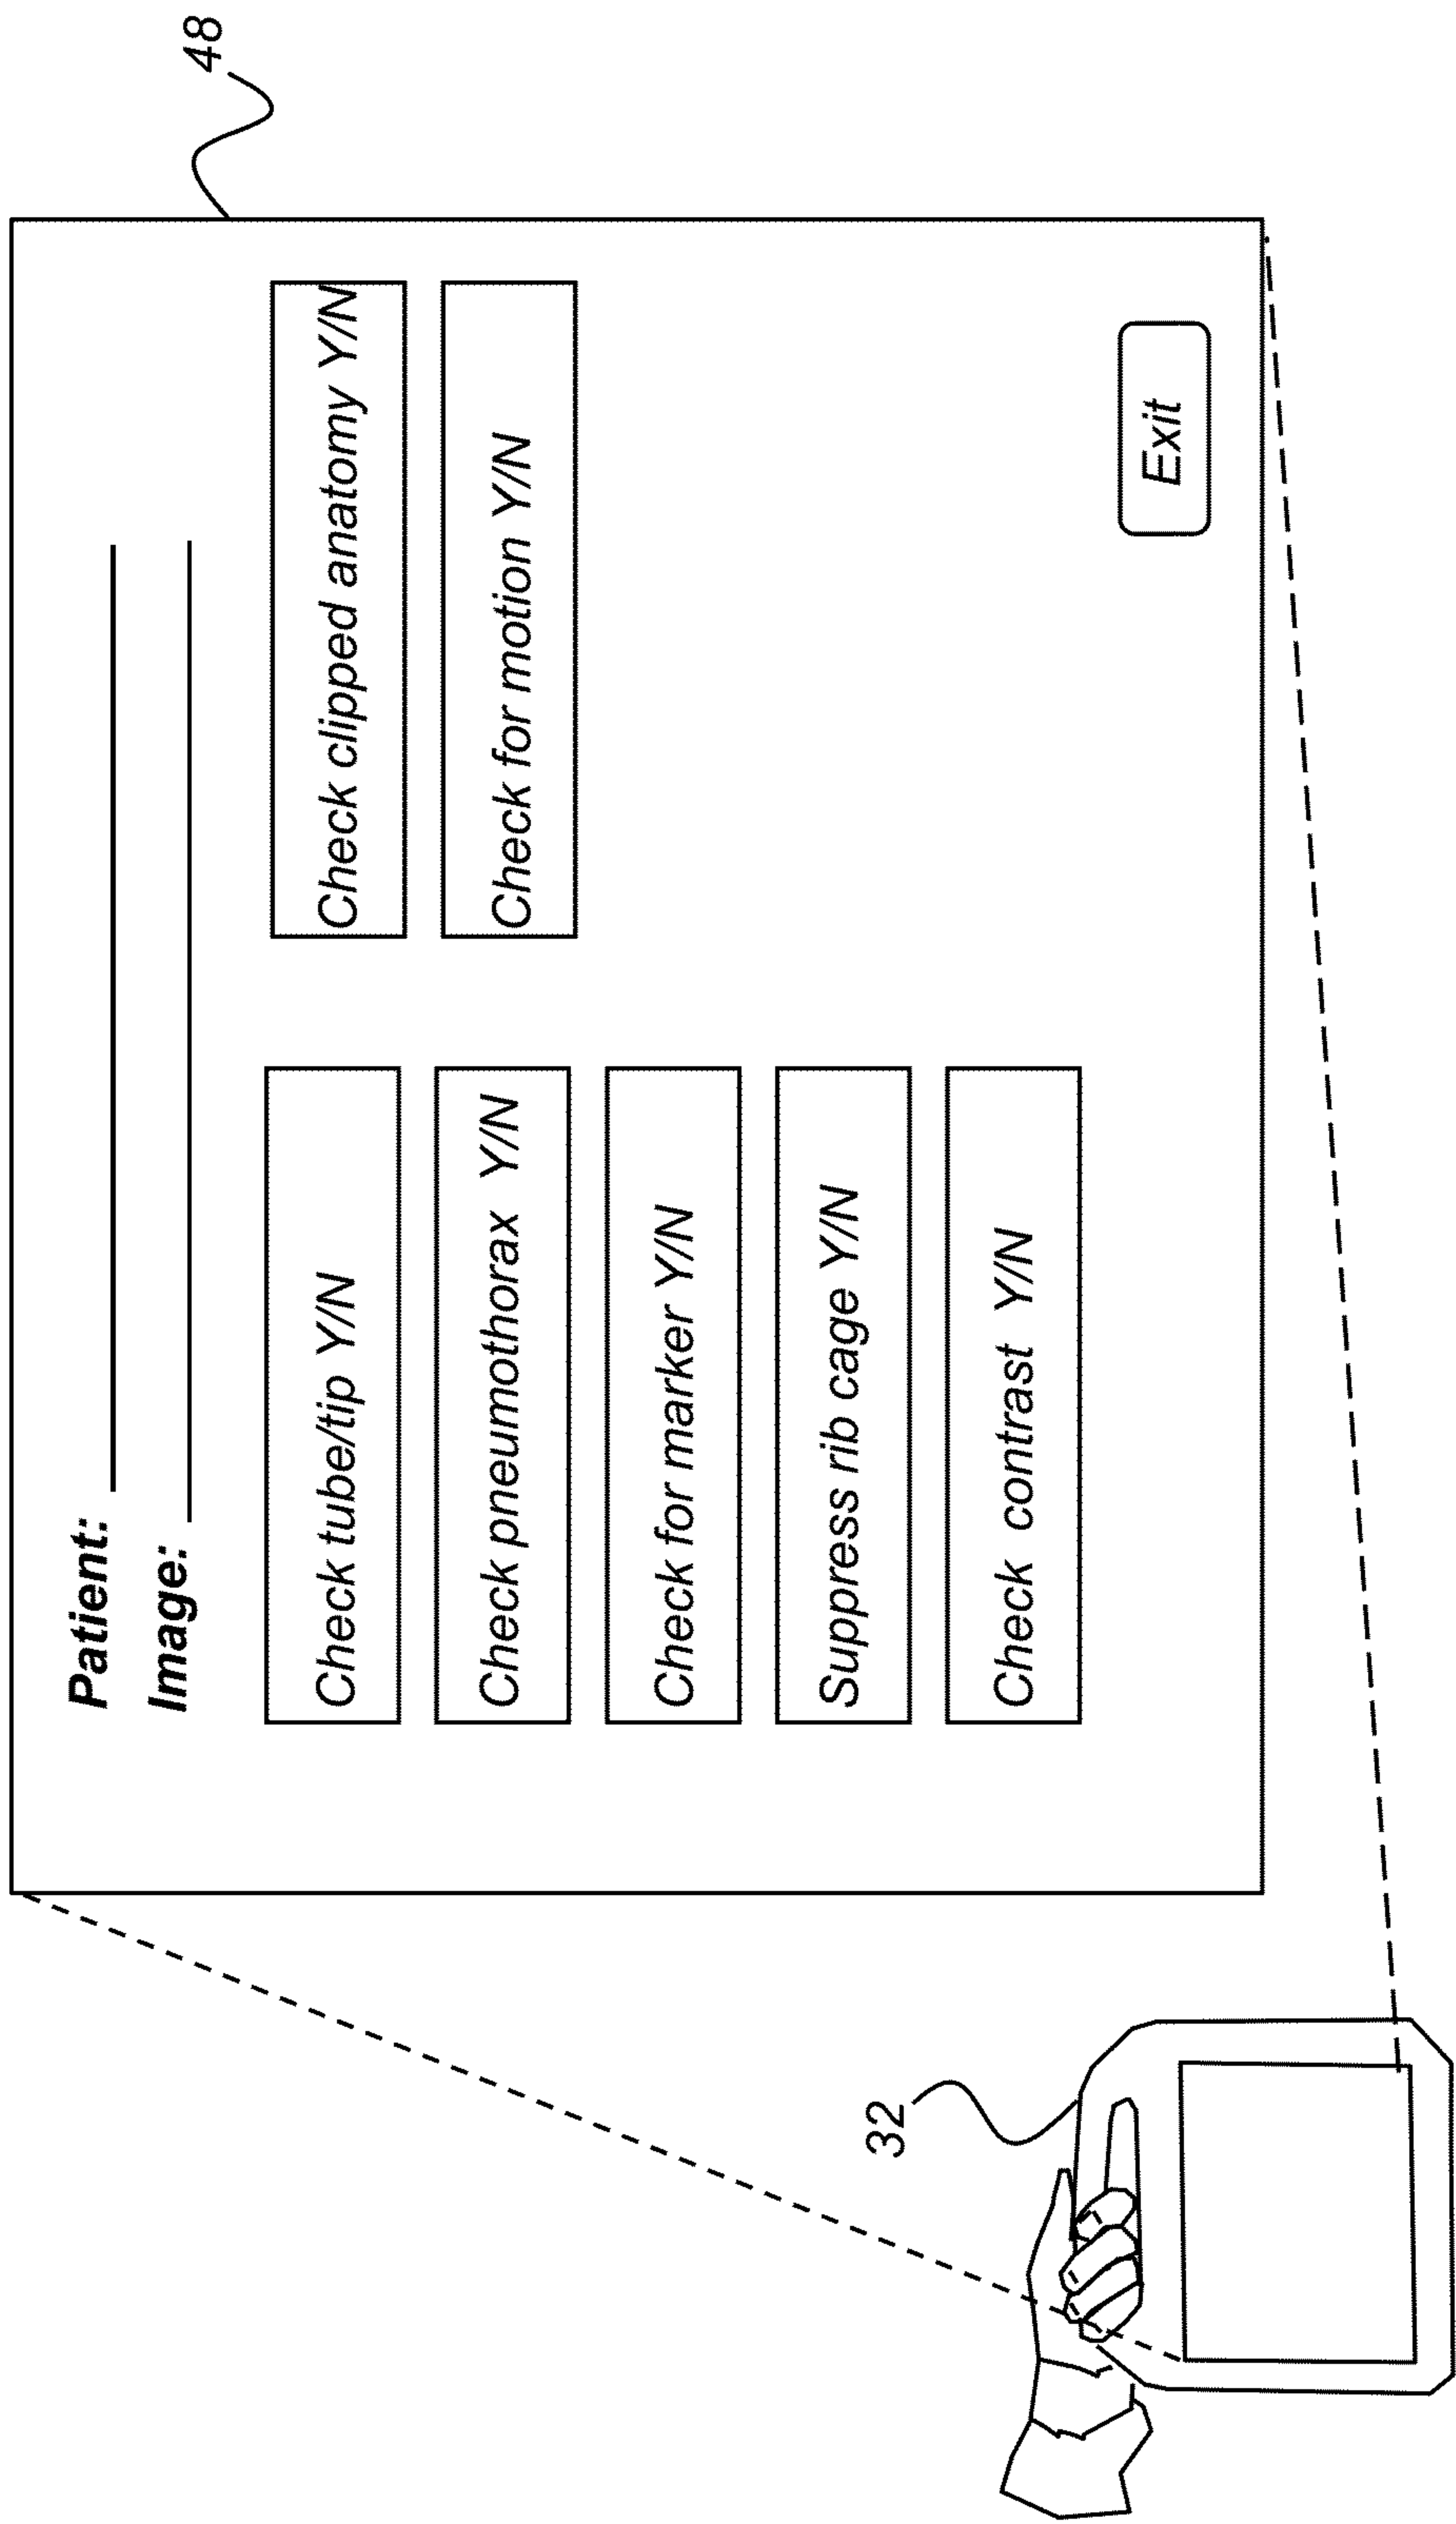 48
Patient:
Image:
Check tube/tip Y/N
Check clipped anatomy Y/N
Check pneumothorax Y/N
Check for motion Y/N
Check for marker Y/N
Suppress rib cage Y/N
Check contrast Y/N
Exit
32